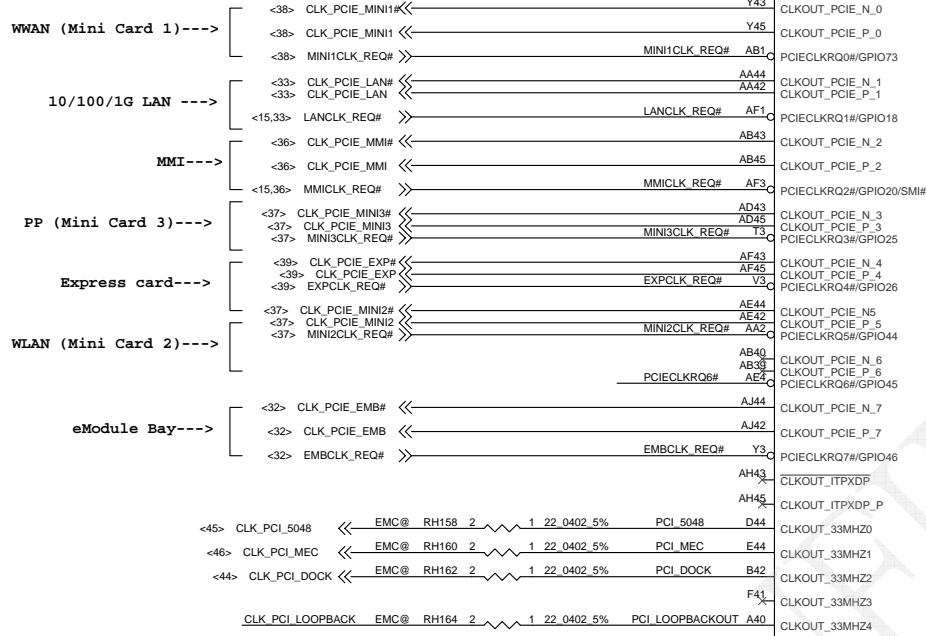 <38> CLK_PCIE_MINI1# Y43 CLKOUT_PCIE_N_0
WWAN (Mini Card 1)---> <38> CLK_PCIE_MINI1 Y45 CLKOUT_PCIE_P_0
<38> MINI1CLK_REQ# MINI1CLK_REQ# AB1 PCIECLKRQ0#/GPIO73
<33> CLK_PCIE_LAN# AA44 CLKOUT_PCIE_N_1
<33> CLK_PCIE_LAN AA42 CLKOUT_PCIE_P_1
10/100/1G LAN --->
<15,33> LANCLK_REQ# LANCLK_REQ# AF1 PCIECLKRQ1#/GPIO18
<36> CLK_PCIE_MMI# AB43 CLKOUT_PCIE_N_2
MMI---> <36> CLK_PCIE_MMI AB45 CLKOUT_PCIE_P_2
<15,36> MMICLK_REQ# MMICLK_REQ# AF3 PCIECLKRQ2#/GPIO20/SMI#
<37> CLK_PCIE_MINI3# AD43 CLKOUT_PCIE_N_3
PP (Mini Card 3)---> <37> CLK_PCIE_MINI3 AD45 CLKOUT_PCIE_P_3
<37> MINI3CLK_REQ# MINI3CLK_REQ# T3 PCIECLKRQ3#/GPIO25
<39> CLK_PCIE_EXP# AF43 CLKOUT_PCIE_N_4
<39> CLK_PCIE_EXP AF45 CLKOUT_PCIE_P_4
Express card---> <39> EXPCLK_REQ# EXPCLK_REQ# V3 PCIECLKRQ4#/GPIO26
<37> CLK_PCIE_MINI2# AE44 CLKOUT_PCIE_N5
<37> CLK_PCIE_MINI2 AE42 CLKOUT_PCIE_P_5
<37> MINI2CLK_REQ# MINI2CLK_REQ# AA2 PCIECLKRQ5#/GPIO44
WLAN (Mini Card 2)--->
AB40 CLKOUT_PCIE_N_6
AB39 CLKOUT_PCIE_P_6
PCIECLKRQ6# AE4 PCIECLKRQ6#/GPIO45
<32> CLK_PCIE_EMB# AJ44 CLKOUT_PCIE_N_7
eModule Bay---> <32> CLK_PCIE_EMB AJ42 CLKOUT_PCIE_P_7
<32> EMBCLK_REQ# EMBCLK_REQ# Y3 PCIECLKRQ7#/GPIO46
AH43 CLKOUT_ITPXDP
AH45 CLKOUT_ITPXDP_P
<45> CLK_PCI_5048 EMC@ RH158 2 1 22_0402_5% PCI_5048 D44 CLKOUT_33MHZ0
<46> CLK_PCI_MEC EMC@ RH160 2 1 22_0402_5% PCI_MEC E44 CLKOUT_33MHZ1
<44> CLK_PCI_DOCK EMC@ RH162 2 1 22_0402_5% PCI_DOCK B42 CLKOUT_33MHZ2
F41 CLKOUT_33MHZ3
CLK_PCI_LOOPBACK EMC@ RH164 2 1 22_0402_5% PCI_LOOPBACKOUT A40 CLKOUT_33MHZ4